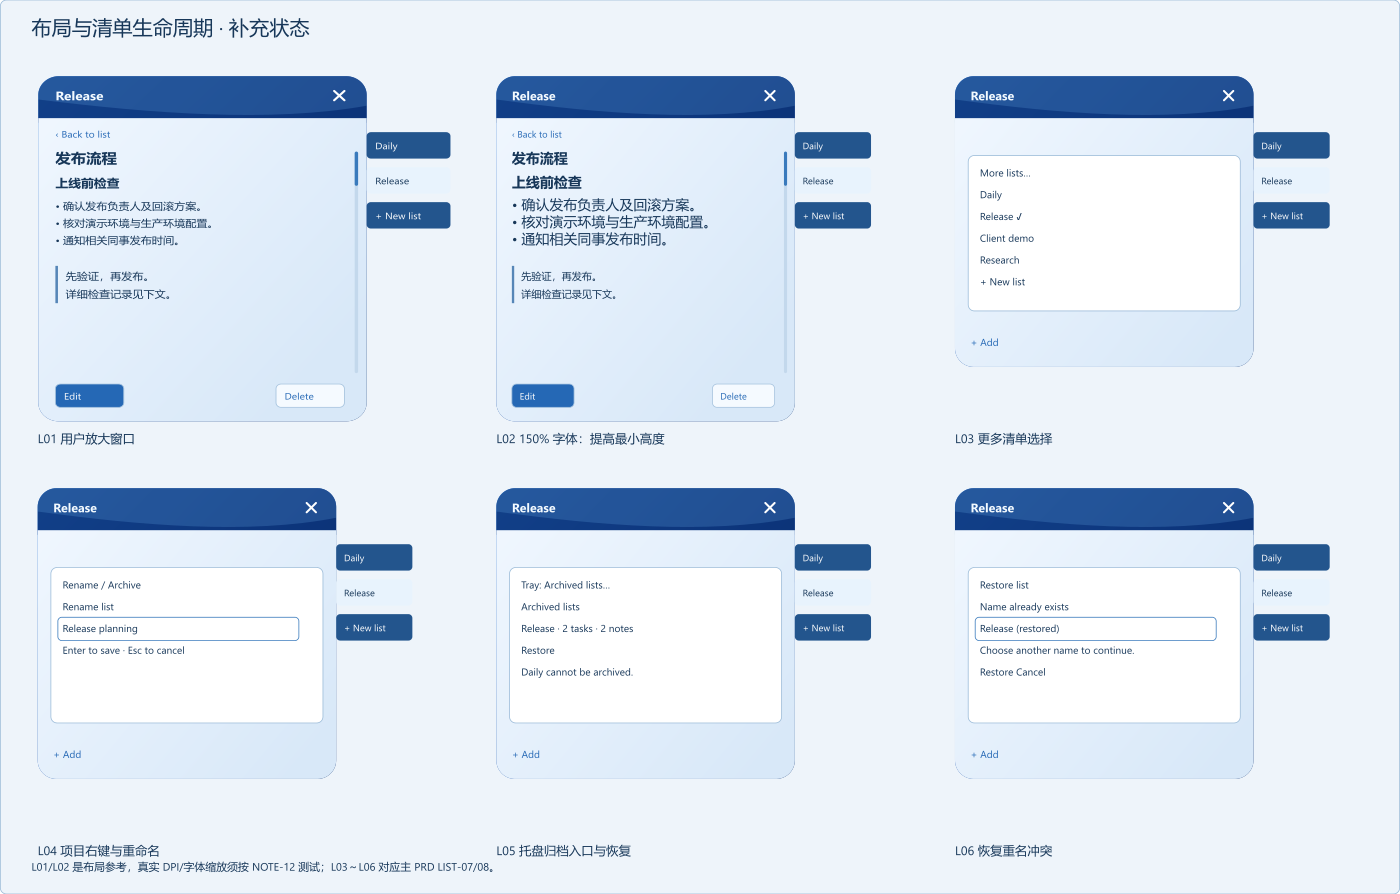 布局与清单生命周期 · 补充状态
Release
‹ Back to list
发布流程
上线前检查
• 确认发布负责人及回滚方案。
• 核对演示环境与生产环境配置。
• 通知相关同事发布时间。
先验证，再发布。
详细检查记录见下文。
Edit
Delete
Daily
Release
+ New list
L01 用户放大窗口
Release
‹ Back to list
发布流程
上线前检查
• 确认发布负责人及回滚方案。
• 核对演示环境与生产环境配置。
• 通知相关同事发布时间。
先验证，再发布。
详细检查记录见下文。
Edit
Delete
Daily
Release
+ New list
L02 150% 字体：提高最小高度
Release
More lists...
Daily
Release ✓
Client demo
Research
+ New list
+ Add
Daily
Release
+ New list
L03 更多清单选择
Release
Rename / Archive
Rename list
Release planning
Enter to save · Esc to cancel
+ Add
Daily
Release
+ New list
L04 项目右键与重命名
Release
Tray: Archived lists...
Archived lists
Release · 2 tasks · 2 notes
Restore
Daily cannot be archived.
+ Add
Daily
Release
+ New list
L05 托盘归档入口与恢复
Release
Restore list
Name already exists
Release (restored)
Choose another name to continue.
Restore Cancel
+ Add
Daily
Release
+ New list
L06 恢复重名冲突
L01/L02 是布局参考，真实 DPI/字体缩放须按 NOTE-12 测试；L03～L06 对应主 PRD LIST-07/08。